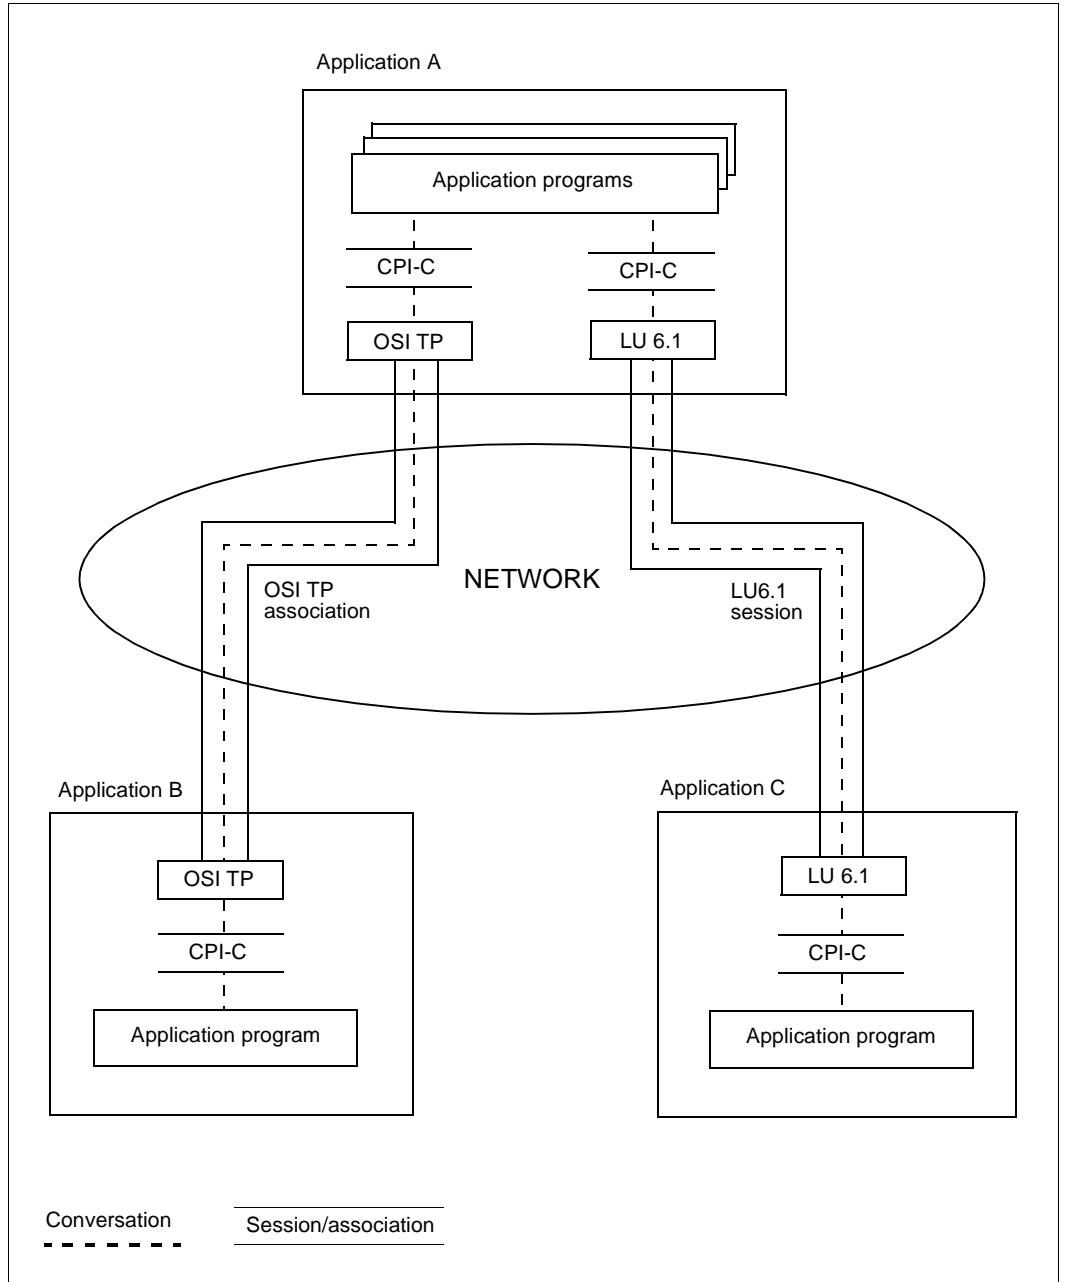 Application A
Application programs
CPI-C
CPI-C
OSI TP
LU 6.1
NETWORK
OSI TP
association
LU6.1
session
Application B
Application C
OSI TP
LU 6.1
CPI-C
CPI-C
Application program
Application program
Conversation
Session/association